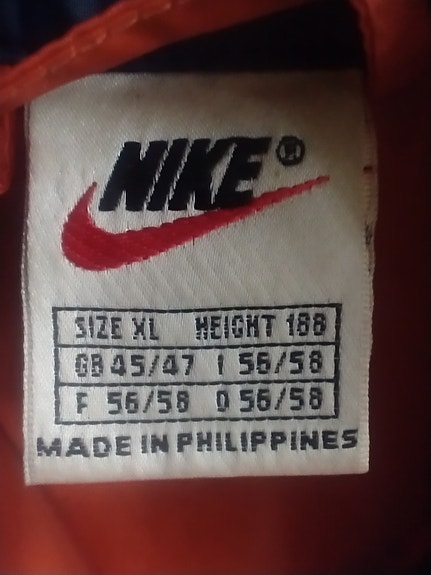 NIKE®
SIZE XL HEIGHT 188
GB 45/47 I 56/58
F 56/58 D 56/58
MADE IN PHILIPPINES